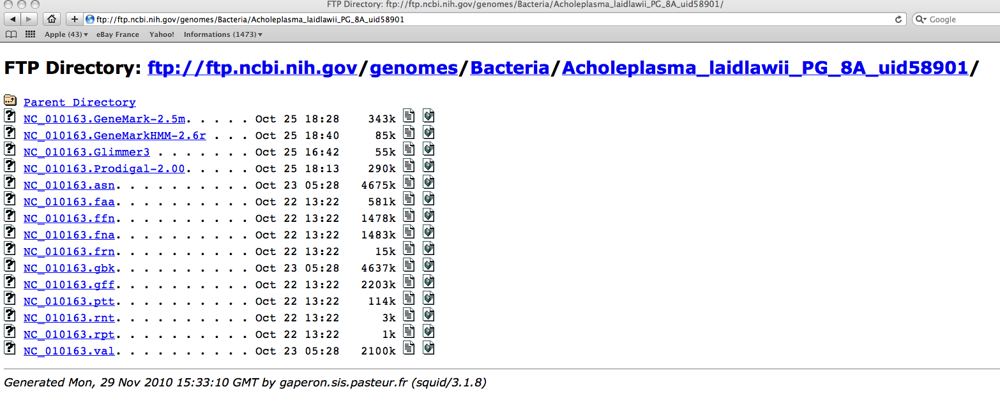 FTP Directory: ftp://ftp.ncbi.nih.gov/genomes/Bacteria/Acholeplasma_laidlawii_PG_8A_uid58901/
ftp://ftp.ncbi.nih.gov/genomes/Bacteria/Acholeplasma_laidlawii_PG_8A_uid58901 Google
Apple (43) eBay France Yahoo! Informations (1473)
FTP Directory: ftp://ftp.ncbi.nih.gov/genomes/Bacteria/Acholeplasma_laidlawii_PG_8A_uid58901/
Parent Directory
NC_010163.GeneMark-2.5m. . . . . Oct 25 18:28 343k
NC_010163.GeneMarkHMM-2.6r . . . Oct 25 18:40 85k
NC_010163.Glimmer3 . . . . . . . Oct 25 16:42 55k
NC_010163.Prodigal-2.00. . . . . Oct 25 18:13 290k
NC_010163.asn. . . . . . . . . . Oct 23 05:28 4675k
NC_010163.faa. . . . . . . . . . Oct 22 13:22 581k
NC_010163.ffn. . . . . . . . . . Oct 22 13:22 1478k
NC_010163.fna. . . . . . . . . . Oct 22 13:22 1483k
NC_010163.frn. . . . . . . . . . Oct 22 13:22 15k
NC_010163.gbk. . . . . . . . . . Oct 23 05:28 4637k
NC_010163.gff. . . . . . . . . . Oct 22 13:22 2203k
NC_010163.ptt. . . . . . . . . . Oct 22 13:22 114k
NC_010163.rnt. . . . . . . . . . Oct 22 13:22 3k
NC_010163.rpt. . . . . . . . . . Oct 22 13:22 1k
NC_010163.val. . . . . . . . . . Oct 23 05:28 2100k
Generated Mon, 29 Nov 2010 15:33:10 GMT by gaperon.sis.pasteur.fr (squid/3.1.8)